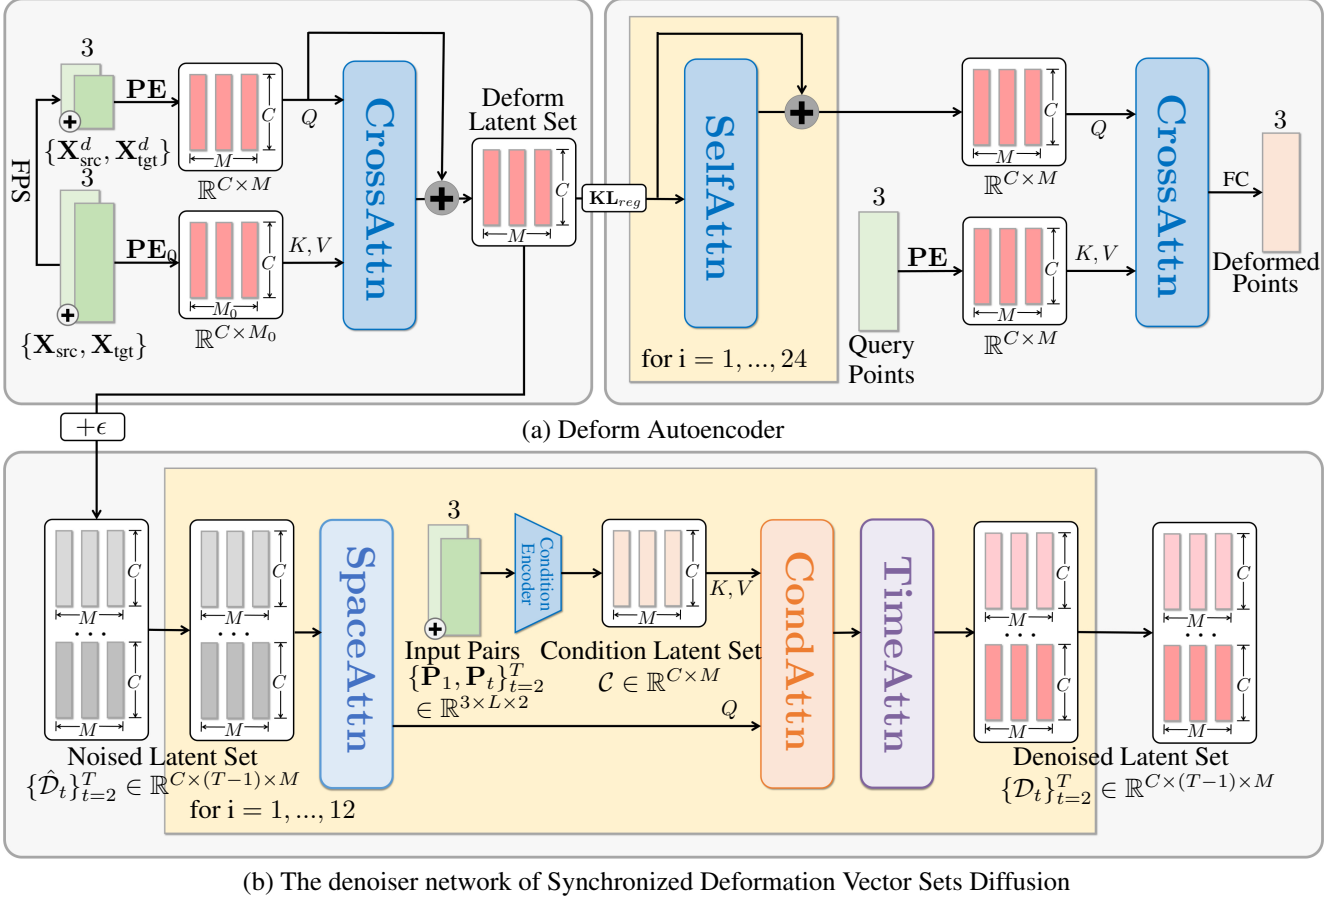 3
PE
{X^d_src, X^d_tgt}
C
M
ℝ^{C×M}
Q
FPS
3
PE_0
{X_src, X_tgt}
C
M_0
ℝ^{C×M_0}
K, V
CrossAttn
Deform
Latent Set
C
M
KL_reg
SelfAttn
for i = 1, ..., 24
C
M
ℝ^{C×M}
Q
3
Query
Points
PE
C
M
ℝ^{C×M}
K, V
CrossAttn
FC
3
Deformed
Points
+ϵ
(a) Deform Autoencoder
C
M
...
C
M
Noised Latent Set
{𝒟̂_t}^T_{t=2} ∈ ℝ^{C×(T−1)×M}
C
M
...
C
M
for i = 1, ..., 12
SpaceAttn
3
Input Pairs
{P_1, P_t}^T_{t=2}
∈ ℝ^{3×L×2}
Condition
Encoder
C
M
Condition Latent Set
𝒞 ∈ ℝ^{C×M}
K, V
Q
CondAttn
TimeAttn
C
M
...
C
M
C
M
...
C
M
Denoised Latent Set
{𝒟_t}^T_{t=2} ∈ ℝ^{C×(T−1)×M}
(b) The denoiser network of Synchronized Deformation Vector Sets Diffusion